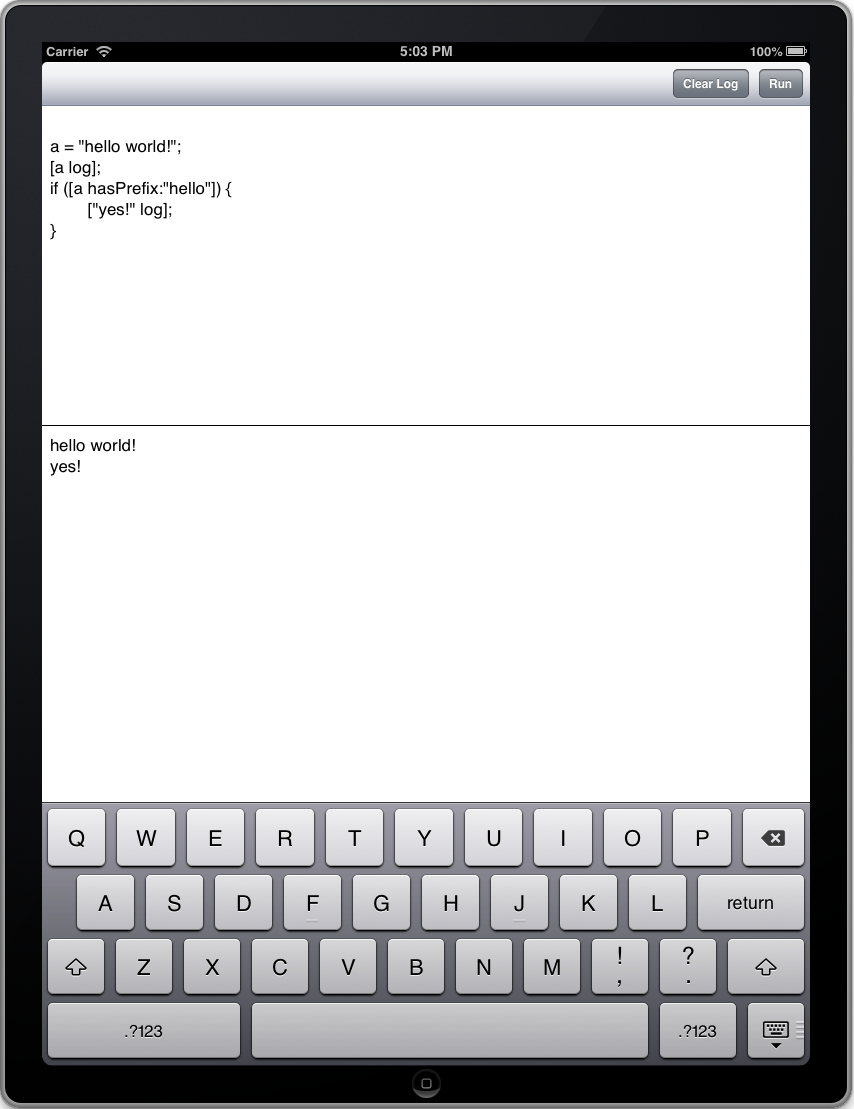 Carrier 5:03 PM 100%
Clear Log Run
a = "hello world!";
[a log];
if ([a hasPrefix:"hello"]) {
["yes!" log];
}
hello world!
yes!
Q W E R T Y U I O P
A S D F G H J K L return
Z X C V B N M ! , ? .
.?123 .?123